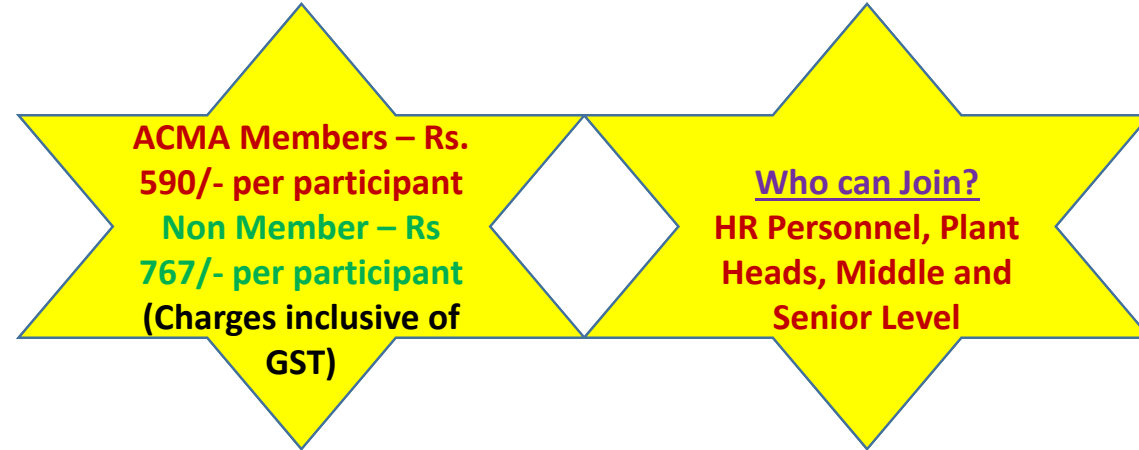 ACMA Members – Rs.
590/- per participant
Non Member – Rs
767/- per participant
(Charges inclusive of
GST)
Who can Join?
HR Personnel, Plant
Heads, Middle and
Senior Level